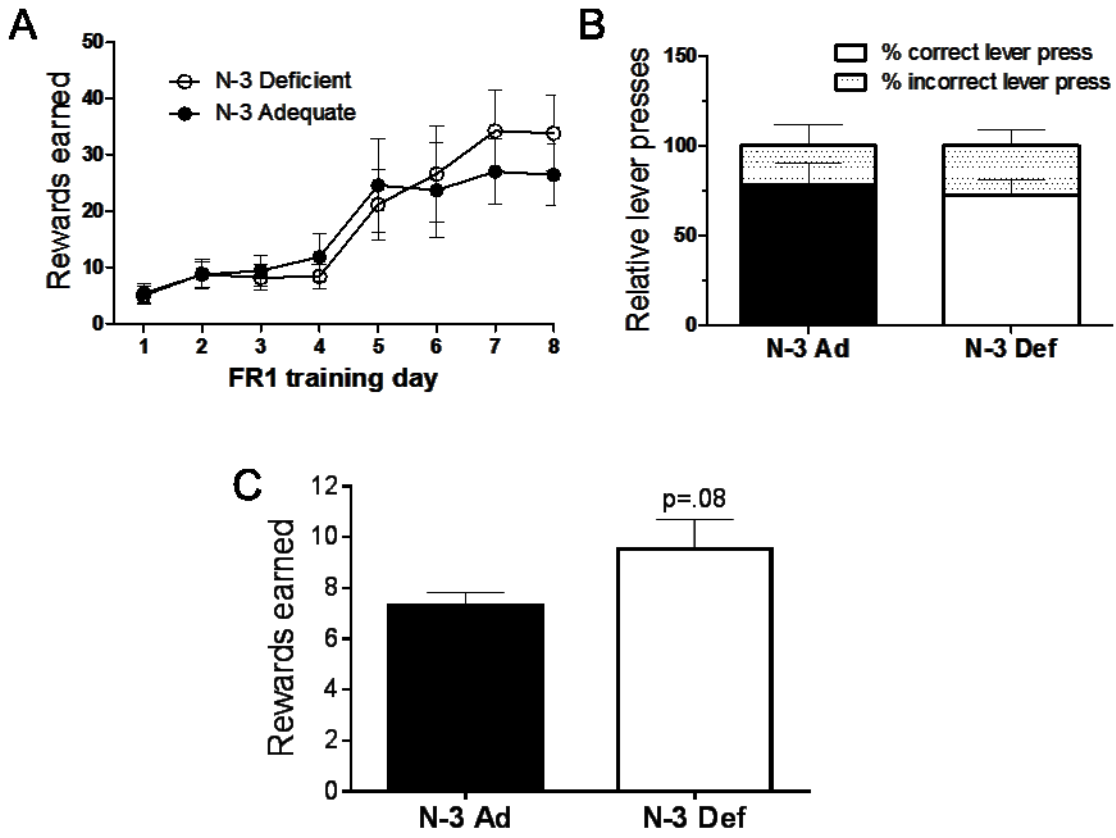 A
Rewards earned
50
40
30
20
10
0
N-3 Deficient
N-3 Adequate
1 2 3 4 5 6 7 8
FR1 training day
B
Relative lever presses
150
100
50
0
% correct lever press
% incorrect lever press
N-3 Ad N-3 Def
C
Rewards earned
12
10
8
6
4
2
0
p=.08
N-3 Ad N-3 Def